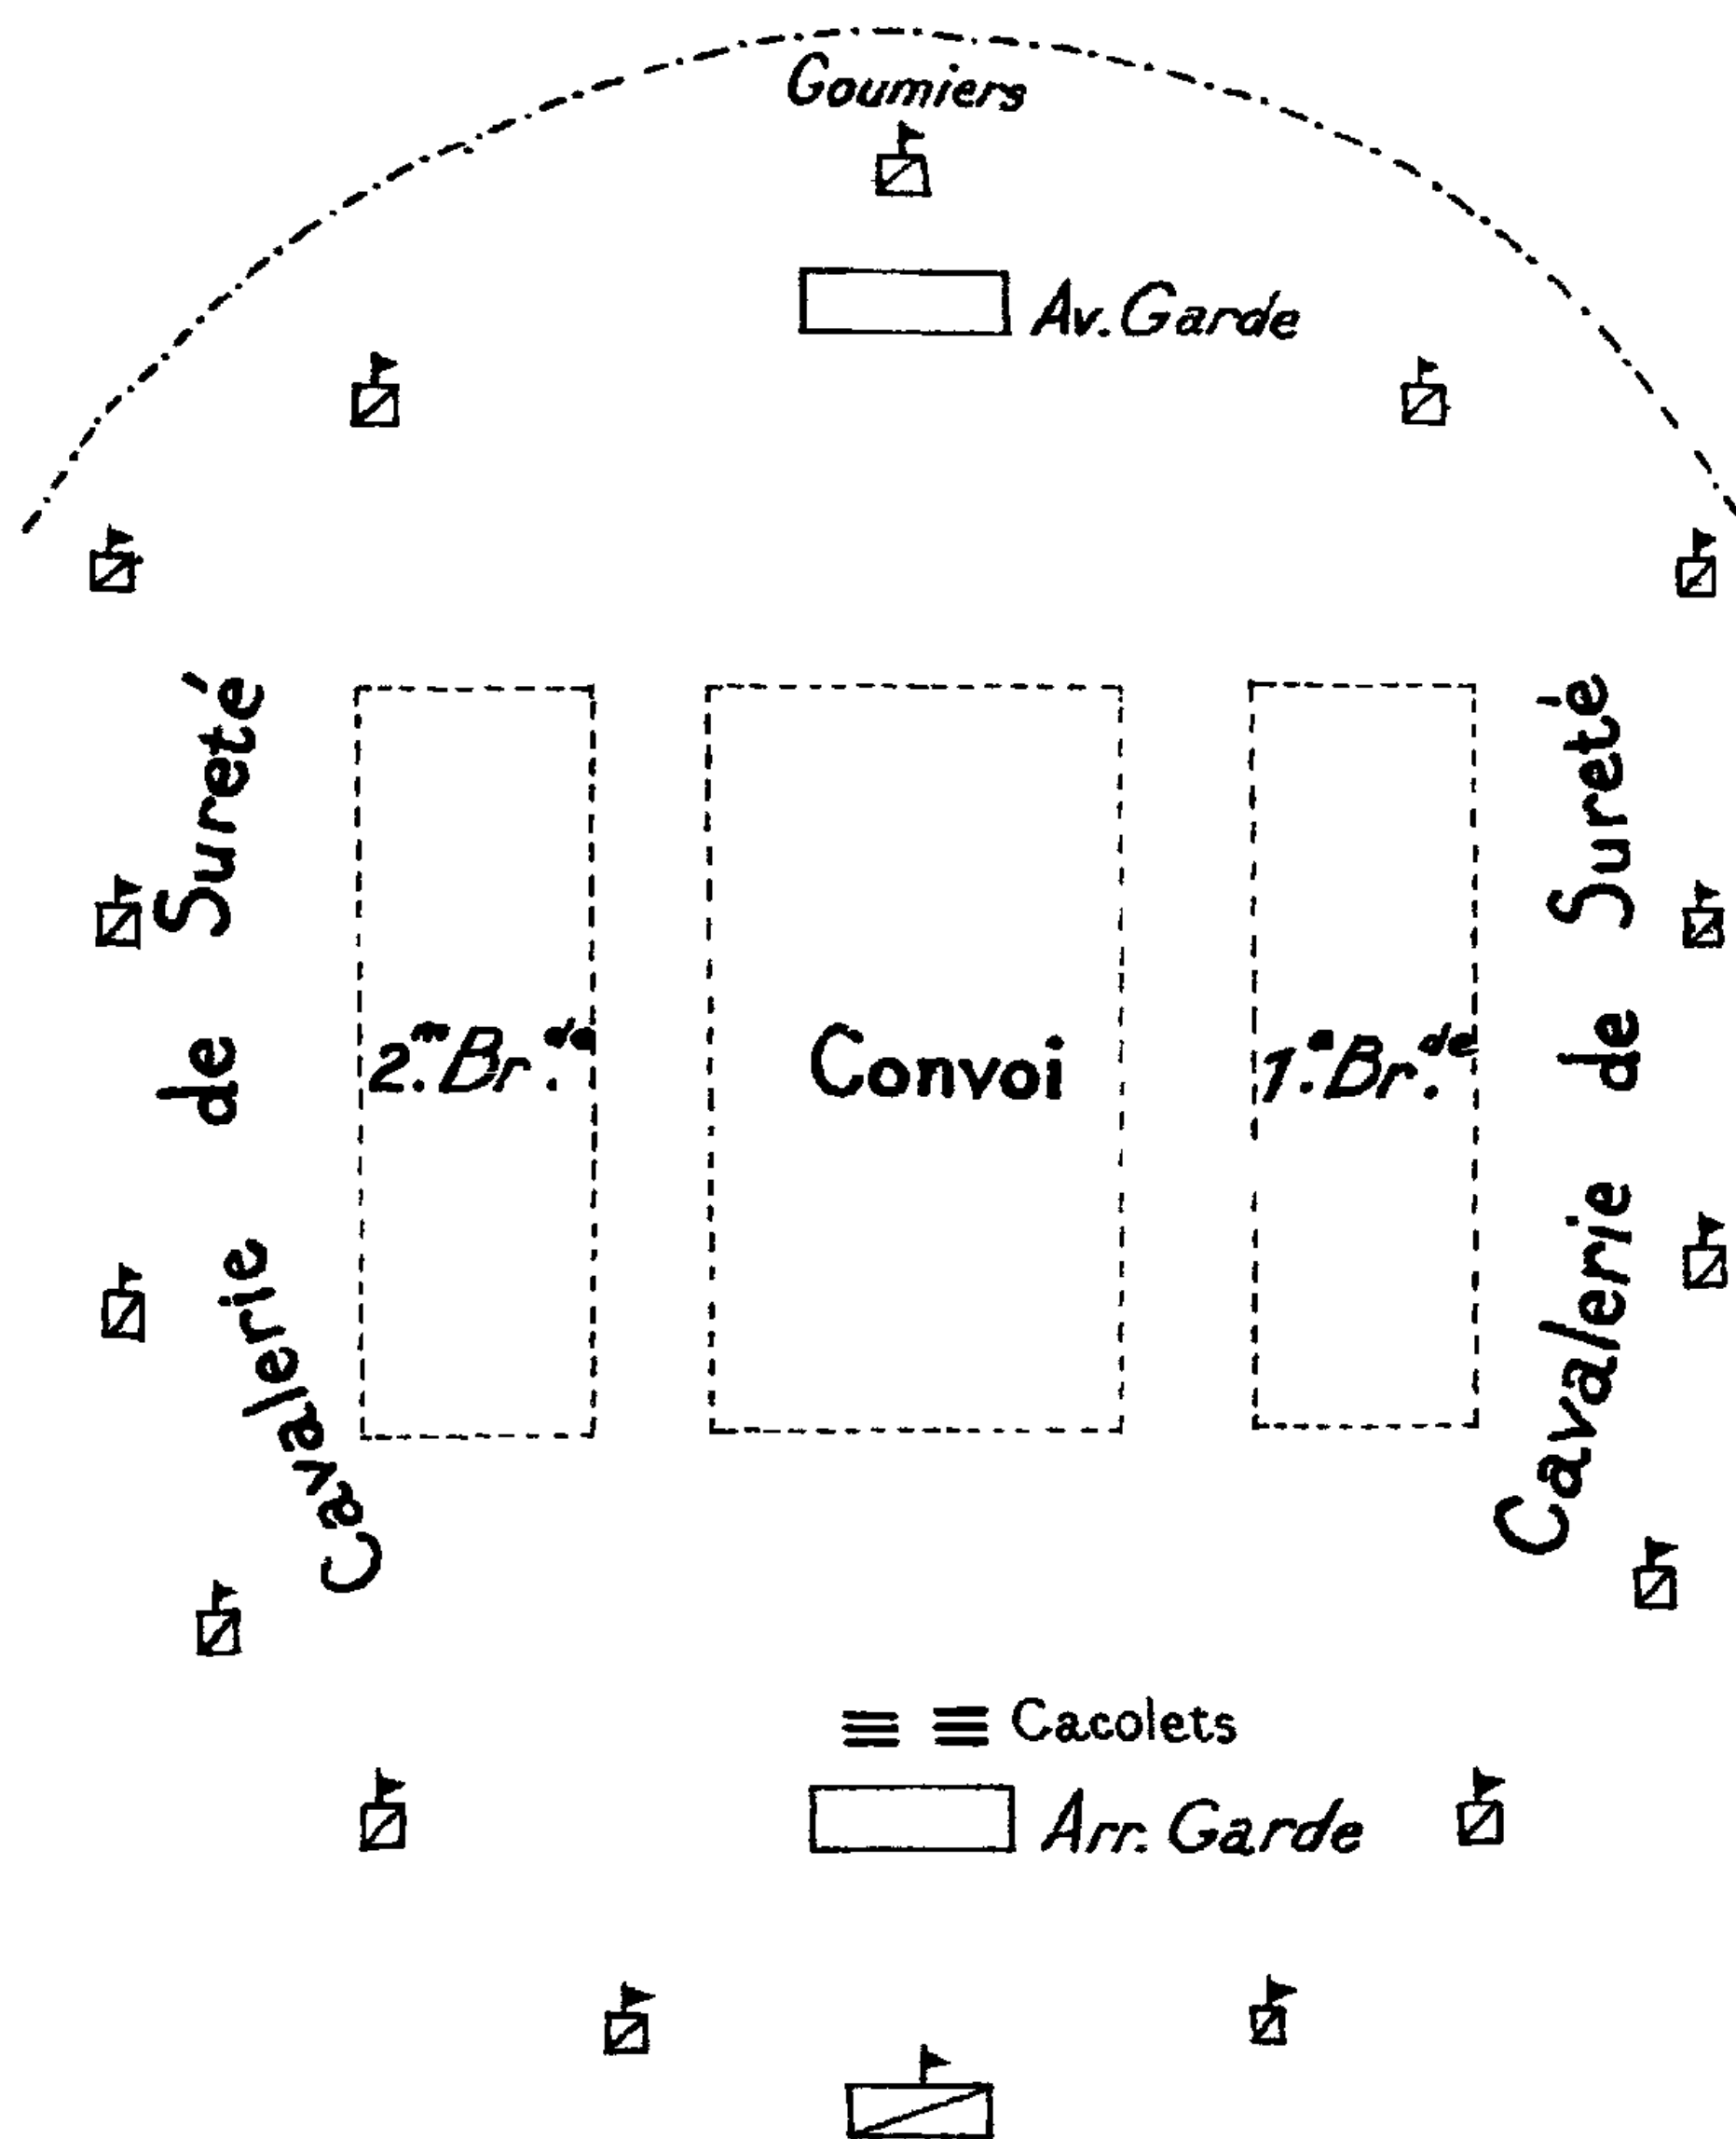 Goumiers
Av. Garde
Cavalerie de Sureté
2.me Br.de
Convoi
1.e Br.de
Cavalerie de Sureté
Cacolets
Arr. Garde